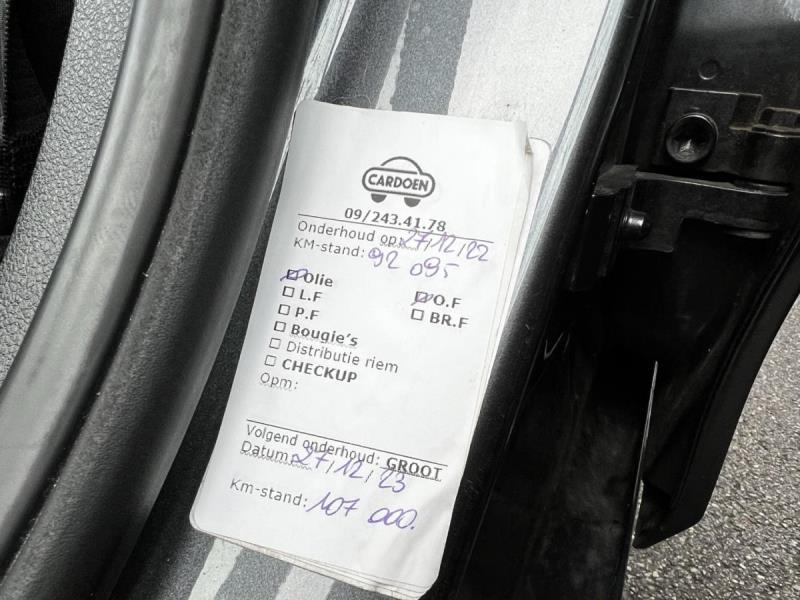 CARDOEN
09/243.41.78
Onderhoud op: 27/12/22
KM-stand: 92 095
☑ Olie ☑ O.F
☐ L.F ☐ BR.F
☐ P.F
☐ Bougie's
☐ Distributie riem
☐ CHECKUP
Opm:
Volgend onderhoud: GROOT
Datum: 27/12/23
Km-stand: 107 000.